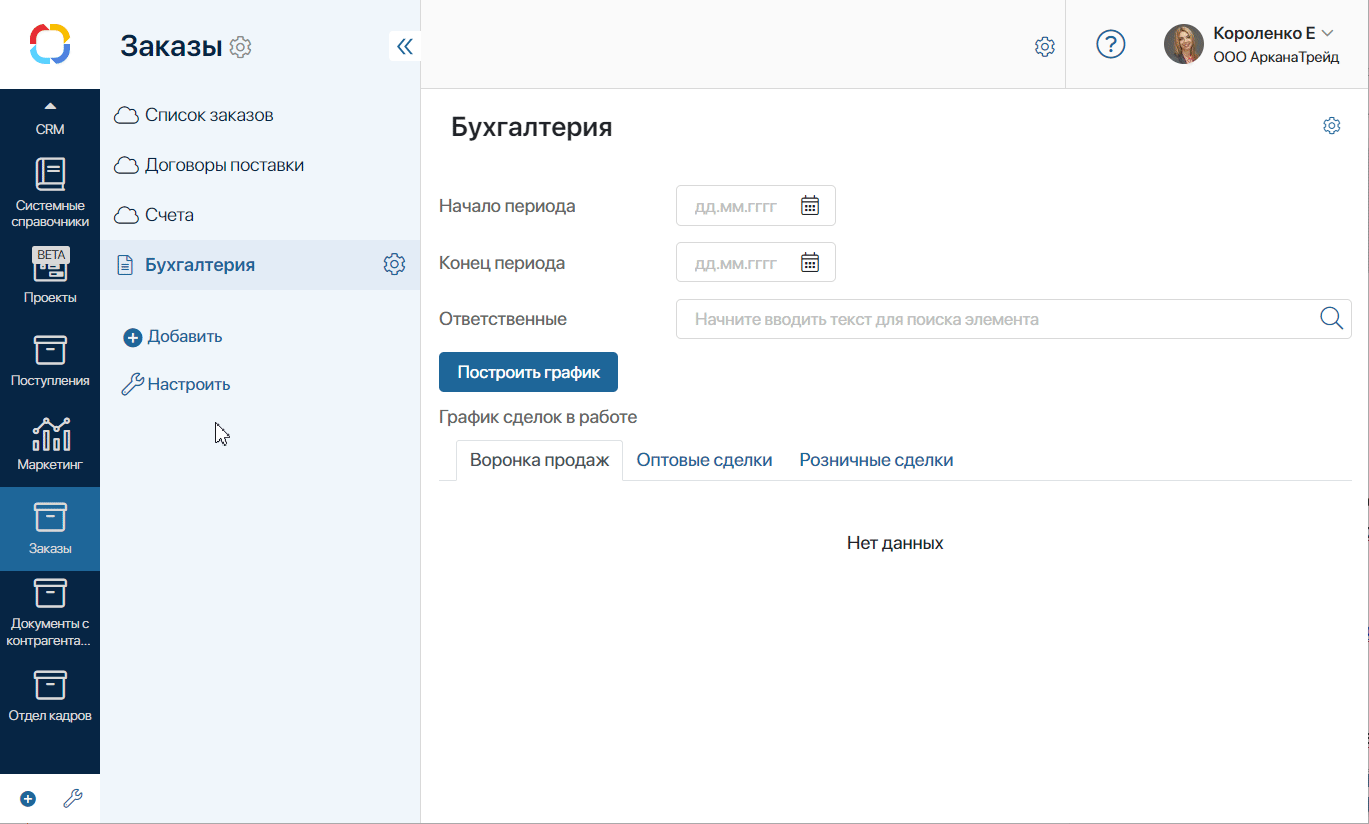 CRM
Системные
справочники
BETA
Проекты
Поступления
Маркетинг
Заказы
Документы с
контрагента...
Отдел кадров
Заказы
Список заказов
Договоры поставки
Счета
Бухгалтерия
Добавить
Настроить
?
Короленко Е
ООО АрканаТрейд
Бухгалтерия
Начало периода
дд.мм.гггг
Конец периода
дд.мм.гггг
Ответственные
Начните вводить текст для поиска элемента
Построить график
График сделок в работе
Воронка продаж
Оптовые сделки
Розничные сделки
Нет данных